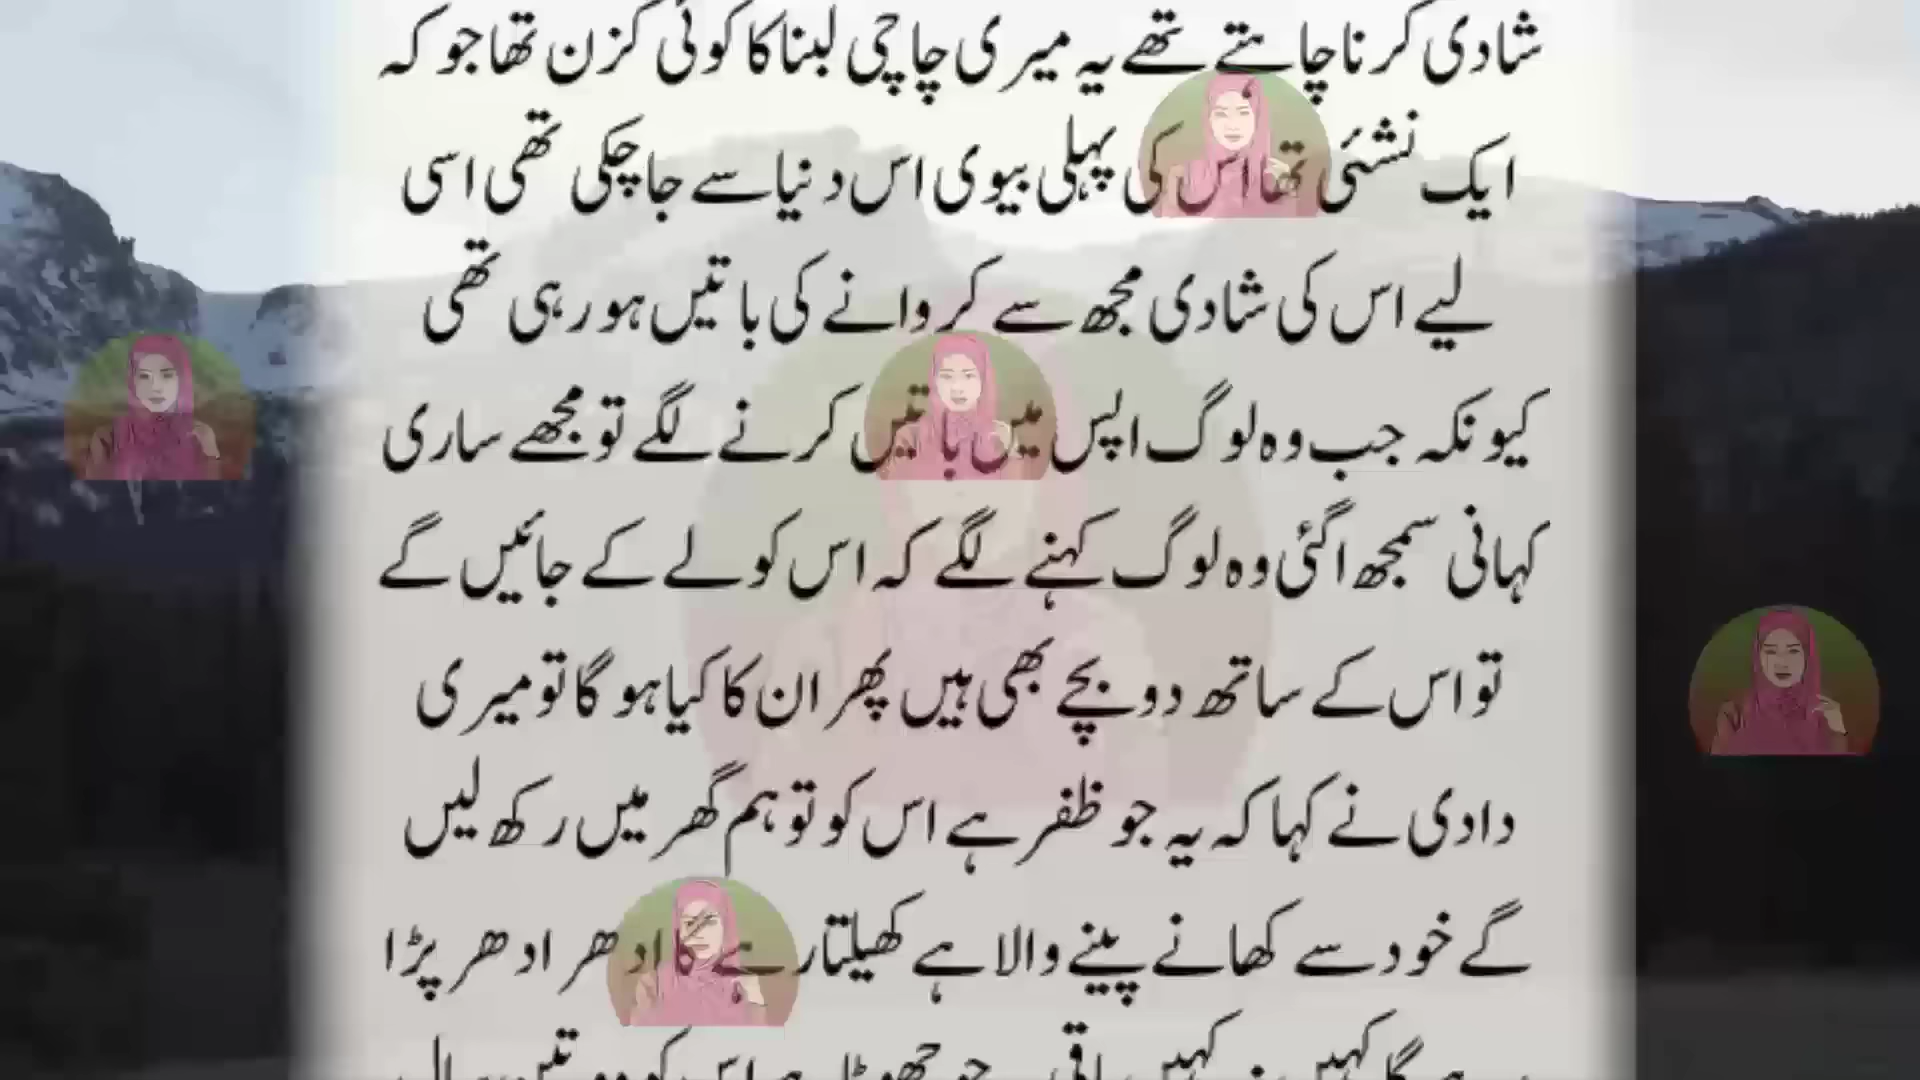 شادی کرنا چاہتے تھے یہ میری چاچی لبنا کا کوئی کزن تھا جو کہ
ایک نشئی تھا اس کی پہلی بیوی اس دنیا سے جا چکی تھی اسی
لیے اس کی شادی مجھ سے کروانے کی باتیں ہو رہی تھی
کیونکہ جب وہ لوگ اپس میں باتیں کرنے لگے تو مجھے ساری
کہانی سمجھ اگئی وہ لوگ کہنے لگے کہ اس کو لے کے جائیں گے
تو اس کے ساتھ دو بچے بھی ہیں پھر ان کا کیا ہو گا تو میری
دادی نے کہا کہ یہ جو ظفر ہے اس کو تو ہم گھر میں رکھ لیں
گے خود سے کھانے پینے والا ہے کھیلتا رہے گا ادھر ادھر پڑا